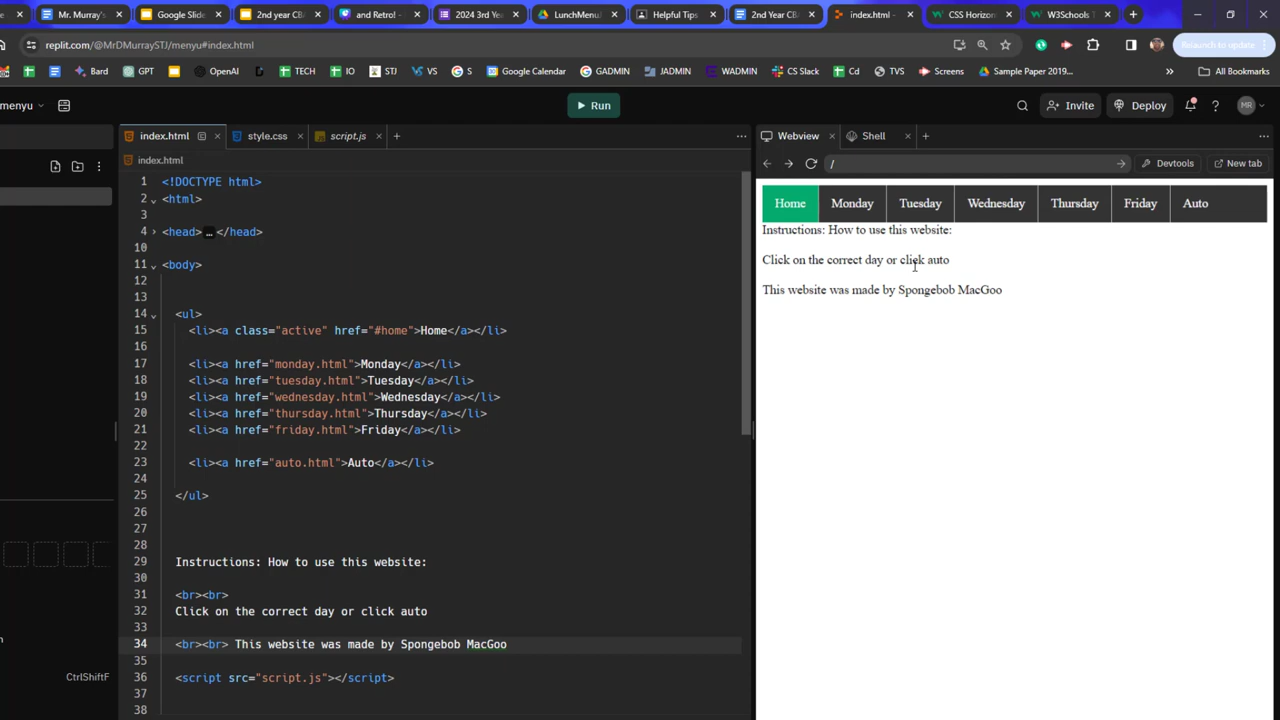 Mr. Murray's
Google Slide
2nd year CB
and Retro!
2024 3rd Yea
LunchMenu
Helpful Tips
2nd Year CBA
index.html -
CSS Horizon
W3Schools T
replit.com/@MrDMurraySTJ/menyu#index.html
Relaunch to update
Bard
GPT
OpenAI
TECH
IO
STJ
VS
S
Google Calendar
GADMIN
JADMIN
WADMIN
CS Slack
Cd
TVS
Screens
Sample Paper 2019...
All Bookmarks
menyu
Run
Invite
Deploy
MR
index.html
style.css
script.js
Webview
Shell
index.html
/
Devtools
New tab
1 <!DOCTYPE html>
2 <html>
3
4 <head>…</head>
10
11 <body>
12
13
14 <ul>
15 <li><a class="active" href="#home">Home</a></li>
16
17 <li><a href="monday.html">Monday</a></li>
18 <li><a href="tuesday.html">Tuesday</a></li>
19 <li><a href="wednesday.html">Wednesday</a></li>
20 <li><a href="thursday.html">Thursday</a></li>
21 <li><a href="friday.html">Friday</a></li>
22
23 <li><a href="auto.html">Auto</a></li>
24
25 </ul>
26
27
28
29 Instructions: How to use this website:
30
31 <br><br>
32 Click on the correct day or click auto
33
34 <br><br> This website was made by Spongebob MacGoo
35
36 <script src="script.js"></script>
37
38
CtrlShiftF
Home Monday Tuesday Wednesday Thursday Friday Auto
Instructions: How to use this website:
Click on the correct day or click auto
This website was made by Spongebob MacGoo